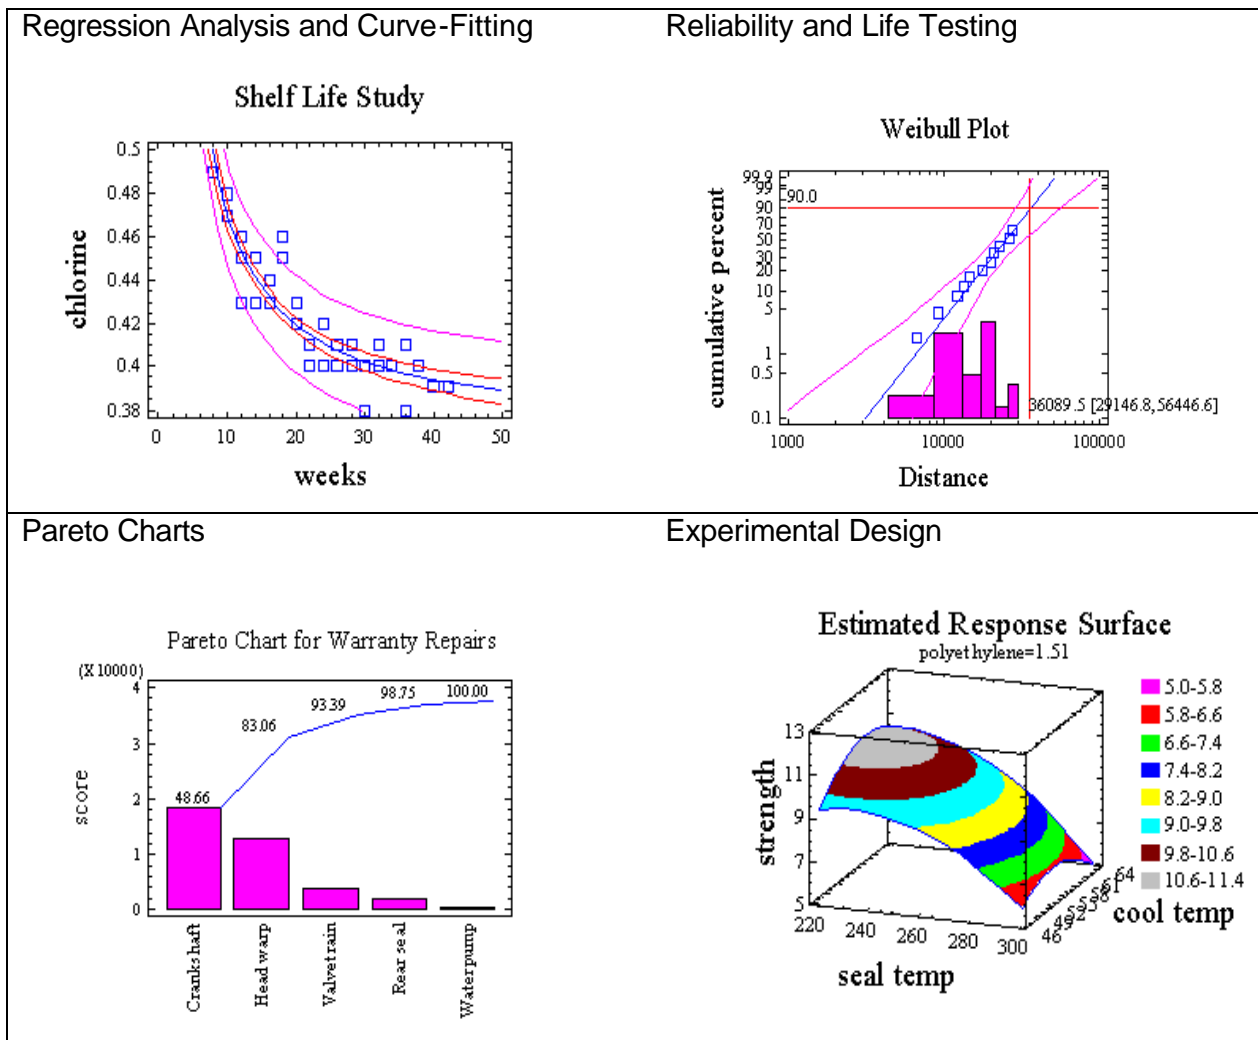 Regression Analysis and Curve-Fitting
Shelf Life Study
0.5
0.48
0.46
0.44
0.42
0.4
0.38
chlorine
0 10 20 30 40 50
weeks
Reliability and Life Testing
Weibull Plot
99.9
99
90
70
50
30
20
10
5
1
0.5
0.1
90.0
cumulative percent
36089.5 [29146.8,56446.6]
1000 10000 100000
Distance
Pareto Charts
Pareto Chart for Warranty Repairs
(X 10000)
4
3
2
1
0
score
48.66
83.06
93.39
98.75
100.00
Crankshaft
Head warp
Valvetrain
Rear seal
Waterpump
Experimental Design
Estimated Response Surface
polyethylene=1.51
13
11
9
7
5
strength
220 240 260 280 300
seal temp
46 49 52 55 58 61 64
cool temp
5.0-5.8
5.8-6.6
6.6-7.4
7.4-8.2
8.2-9.0
9.0-9.8
9.8-10.6
10.6-11.4